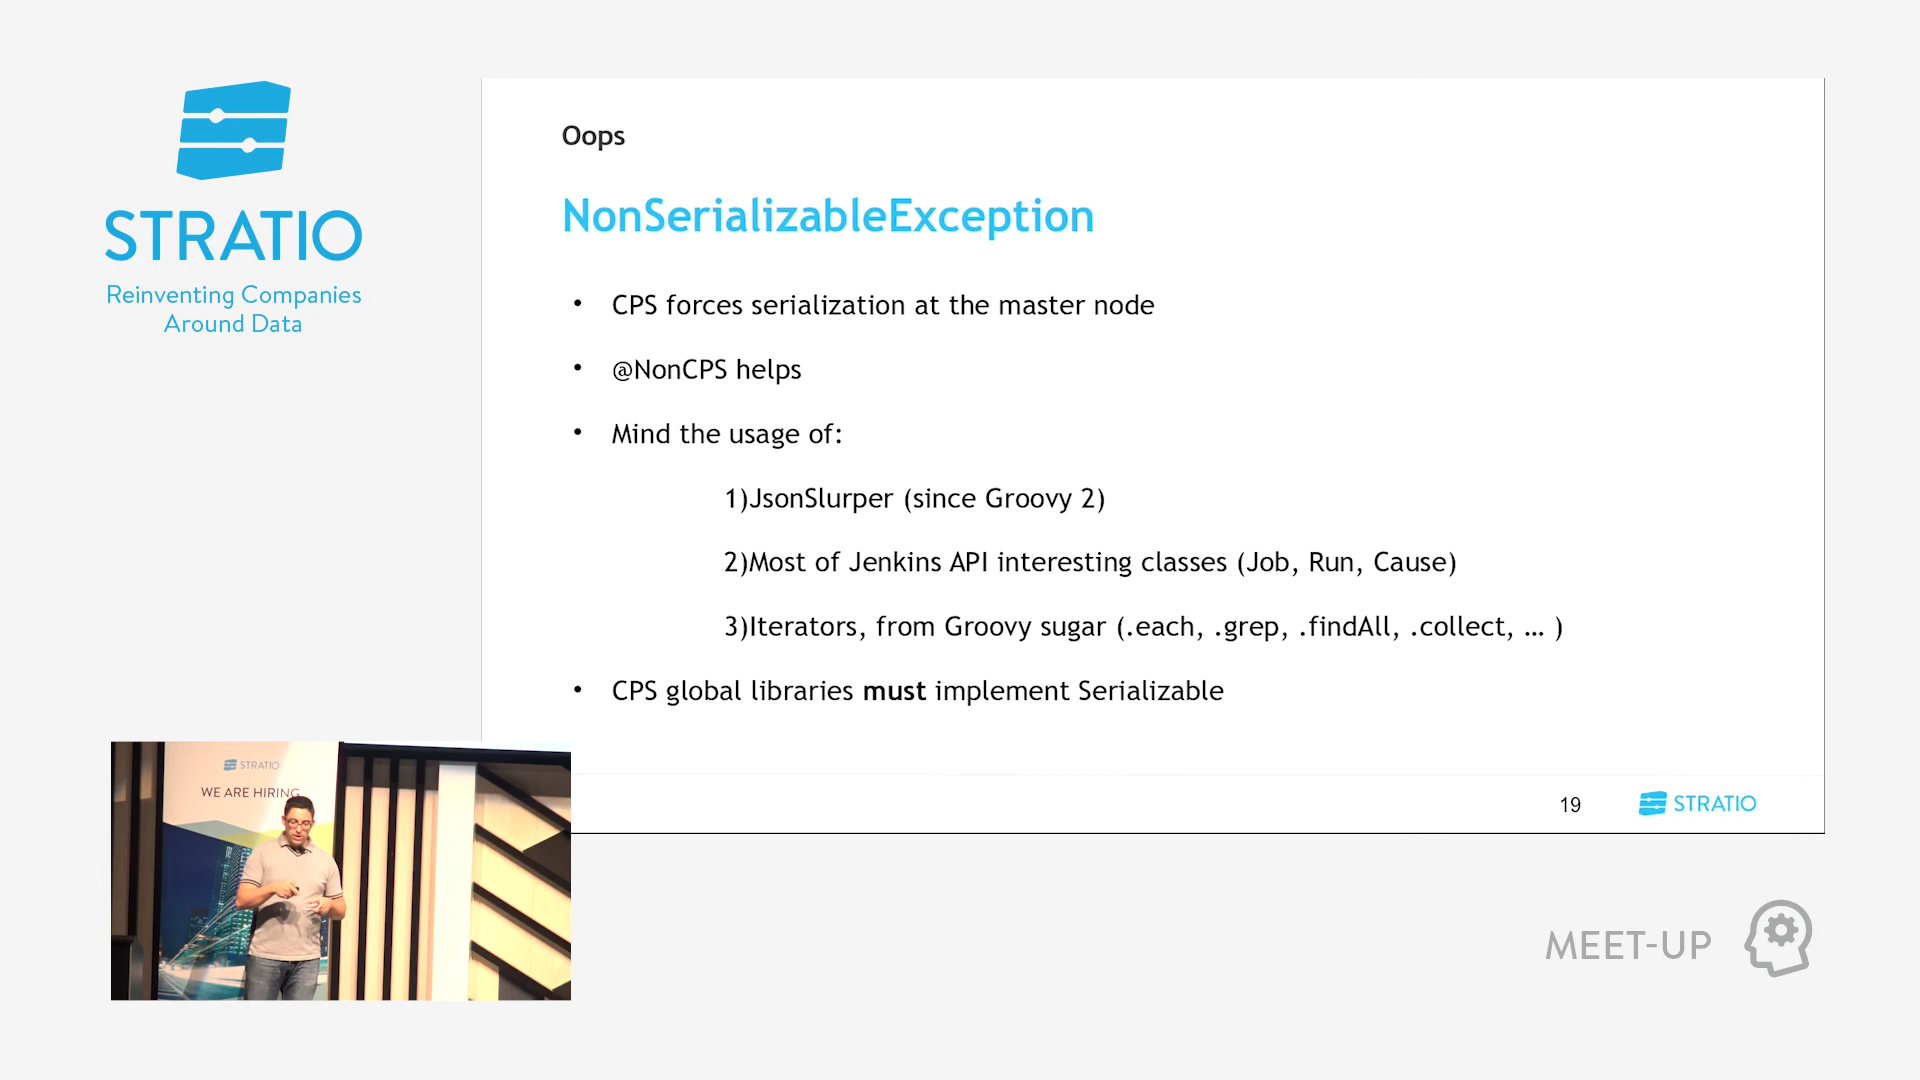 STRATIO
Reinventing Companies
Around Data
Oops
NonSerializableException
• CPS forces serialization at the master node
• @NonCPS helps
• Mind the usage of:
1)JsonSlurper (since Groovy 2)
2)Most of Jenkins API interesting classes (Job, Run, Cause)
3)Iterators, from Groovy sugar (.each, .grep, .findAll, .collect, … )
• CPS global libraries must implement Serializable
19
STRATIO
STRATIO
WE ARE HIRING
MEET-UP